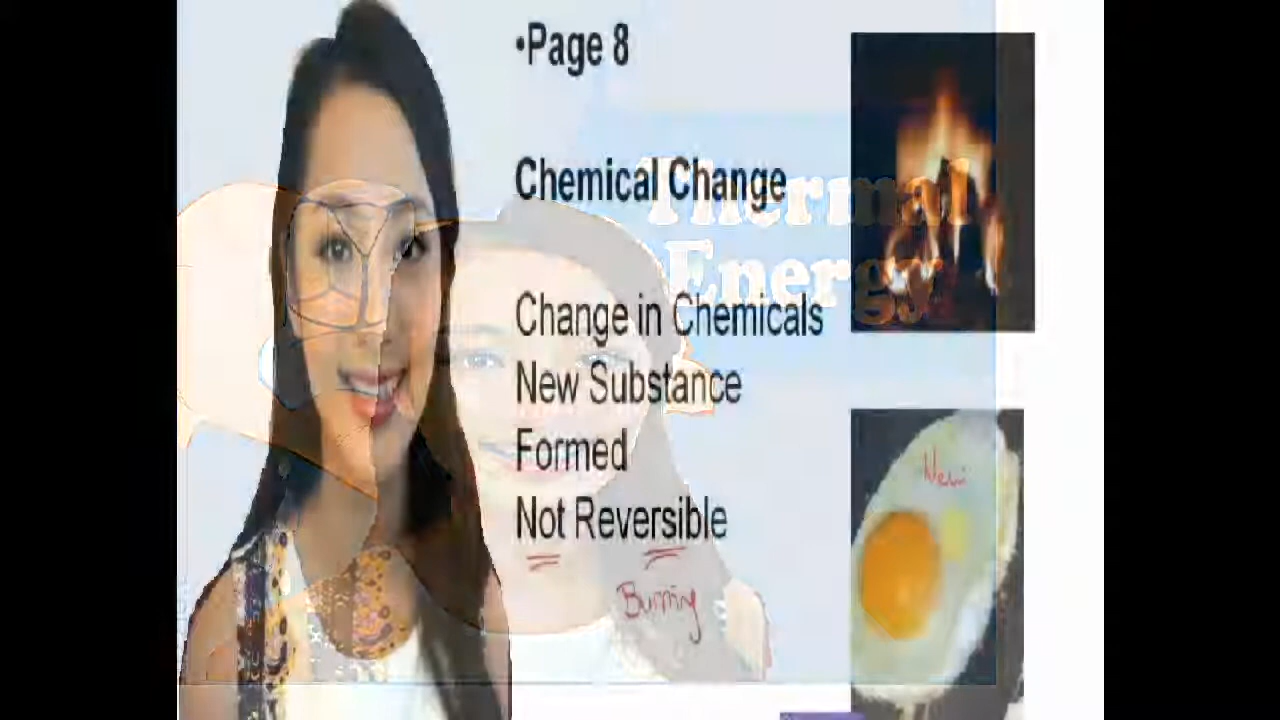 •Page 8
Chemical Change
Thermal
Energy
Change in Chemicals
New Substance
Formed
New
Not Reversible
Burning